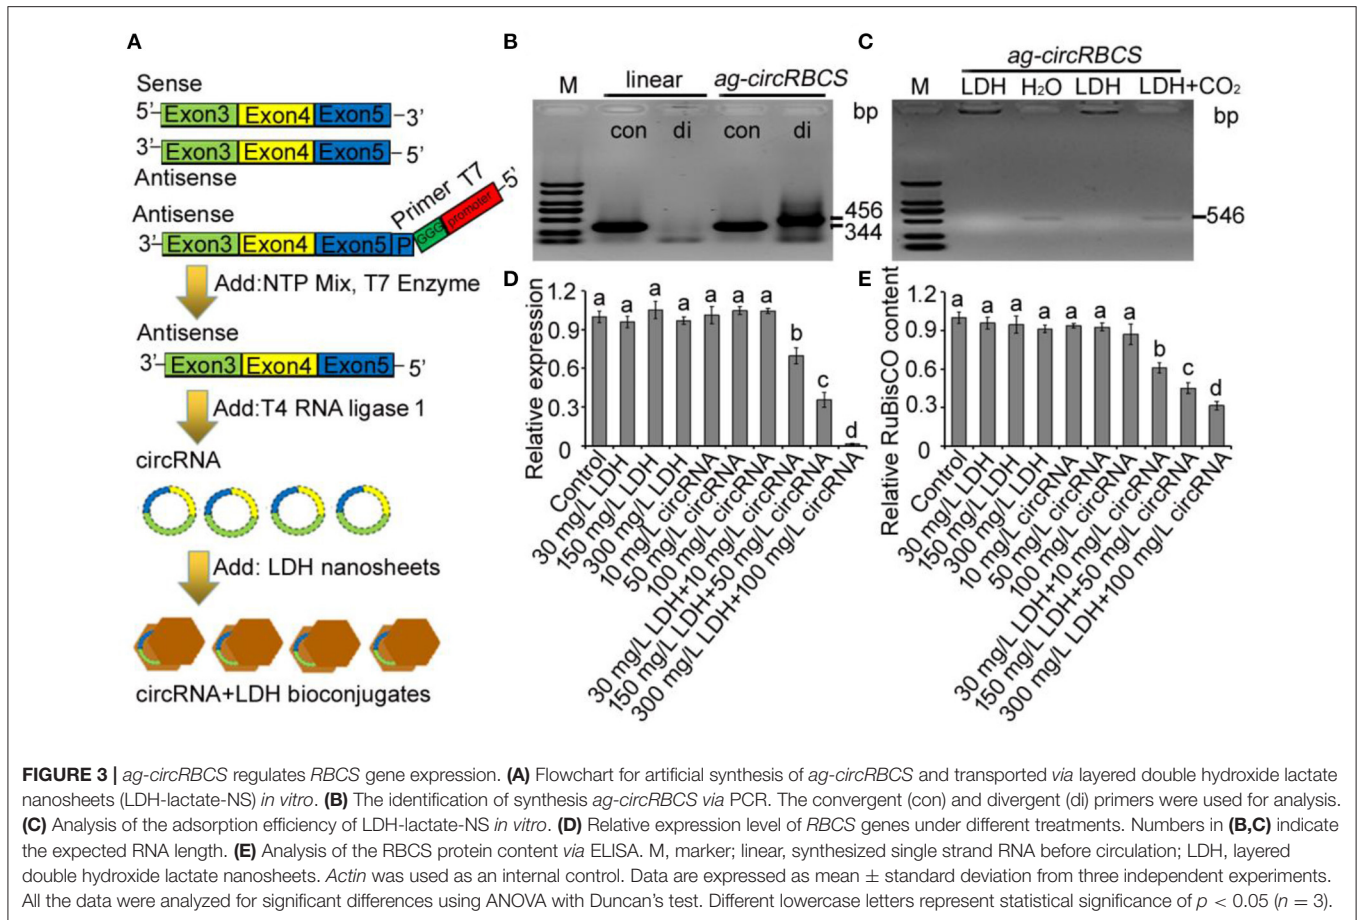 A
Sense
5’ Exon3 Exon4 Exon5 3’
3’ Exon3 Exon4 Exon5 5’
Antisense
Primer T7
Antisense
3’ Exon3 Exon4 Exon5 P GGG promoter 5’
Add:NTP Mix, T7 Enzyme
Antisense
3’ Exon3 Exon4 Exon5 5’
Add:T4 RNA ligase 1
circRNA
Add: LDH nanosheets
circRNA+LDH bioconjugates
B
M linear ag-circRBCS
bp
con di con di
456
344
C
ag-circRBCS
M LDH H₂O LDH LDH+CO₂
bp
546
D
Relative expression
1.2
0.9
0.6
0.3
0
a a a a a a a b c d
Control
30 mg/L LDH
150 mg/L LDH
300 mg/L LDH
10 mg/L circRNA
50 mg/L circRNA
100 mg/L circRNA
30 mg/L LDH+10 mg/L circRNA
150 mg/L LDH+50 mg/L circRNA
300 mg/L LDH+100 mg/L circRNA
E
Relative RuBisCO content
1.2
0.9
0.6
0.3
0
a a a a a a a b c d
Control
30 mg/L LDH
150 mg/L LDH
300 mg/L LDH
10 mg/L circRNA
50 mg/L circRNA
100 mg/L circRNA
30 mg/L LDH+10 mg/L circRNA
150 mg/L LDH+50 mg/L circRNA
300 mg/L LDH+100 mg/L circRNA
FIGURE 3 | ag-circRBCS regulates RBCS gene expression. (A) Flowchart for artificial synthesis of ag-circRBCS and transported via layered double hydroxide lactate
nanosheets (LDH-lactate-NS) in vitro. (B) The identification of synthesis ag-circRBCS via PCR. The convergent (con) and divergent (di) primers were used for analysis.
(C) Analysis of the adsorption efficiency of LDH-lactate-NS in vitro. (D) Relative expression level of RBCS genes under different treatments. Numbers in (B,C) indicate
the expected RNA length. (E) Analysis of the RBCS protein content via ELISA. M, marker; linear, synthesized single strand RNA before circulation; LDH, layered
double hydroxide lactate nanosheets. Actin was used as an internal control. Data are expressed as mean ± standard deviation from three independent experiments.
All the data were analyzed for significant differences using ANOVA with Duncan’s test. Different lowercase letters represent statistical significance of p < 0.05 (n = 3).